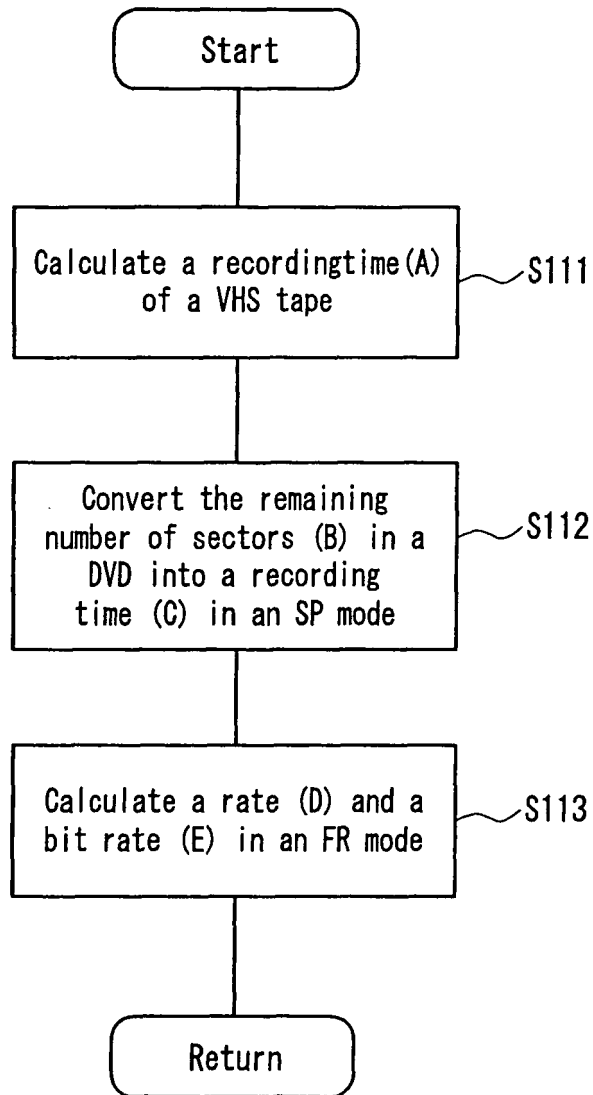 Start
Calculate a recordingtime(A)
of a VHS tape
S111
Convert the remaining
number of sectors (B) in a
DVD into a recording
time (C) in an SP mode
S112
Calculate a rate (D) and a
bit rate (E) in an FR mode
S113
Return